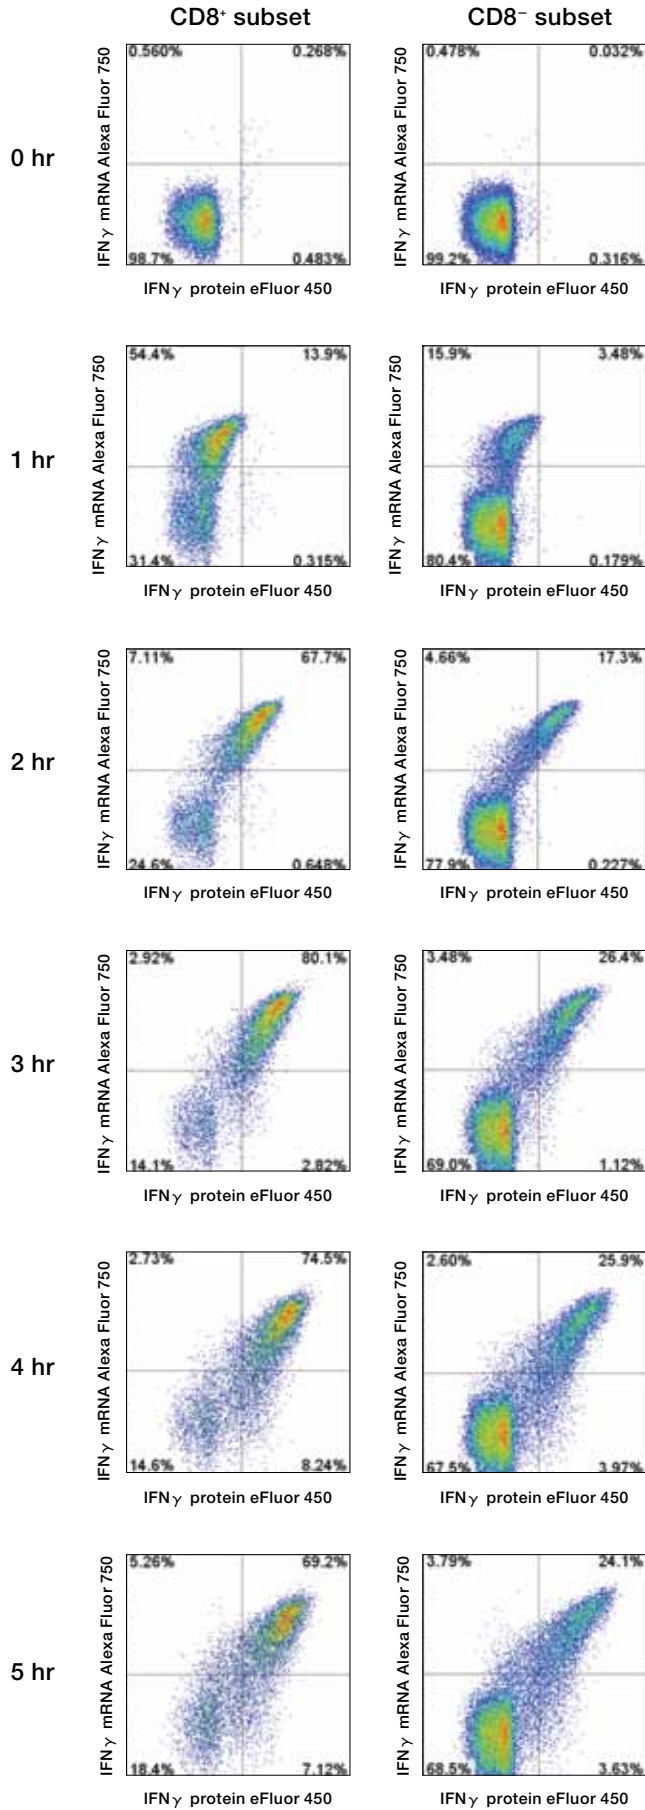 CD8⁺ subset CD8⁻ subset
0 hr
IFNγ mRNA Alexa Fluor 750
0.560% 0.268%
98.7% 0.483%
IFNγ protein eFluor 450
IFNγ mRNA Alexa Fluor 750
0.478% 0.032%
99.2% 0.316%
IFNγ protein eFluor 450
1 hr
IFNγ mRNA Alexa Fluor 750
54.4% 13.9%
31.4% 0.315%
IFNγ protein eFluor 450
IFNγ mRNA Alexa Fluor 750
15.9% 3.48%
80.4% 0.179%
IFNγ protein eFluor 450
2 hr
IFNγ mRNA Alexa Fluor 750
7.11% 67.7%
24.6% 0.648%
IFNγ protein eFluor 450
IFNγ mRNA Alexa Fluor 750
4.66% 17.3%
77.9% 0.227%
IFNγ protein eFluor 450
3 hr
IFNγ mRNA Alexa Fluor 750
2.92% 80.1%
14.1% 2.82%
IFNγ protein eFluor 450
IFNγ mRNA Alexa Fluor 750
3.48% 26.4%
69.0% 1.12%
IFNγ protein eFluor 450
4 hr
IFNγ mRNA Alexa Fluor 750
2.73% 74.5%
14.6% 8.24%
IFNγ protein eFluor 450
IFNγ mRNA Alexa Fluor 750
2.60% 25.9%
67.5% 3.97%
IFNγ protein eFluor 450
5 hr
IFNγ mRNA Alexa Fluor 750
5.26% 69.2%
18.4% 7.12%
IFNγ protein eFluor 450
IFNγ mRNA Alexa Fluor 750
3.79% 24.1%
68.5% 3.63%
IFNγ protein eFluor 450